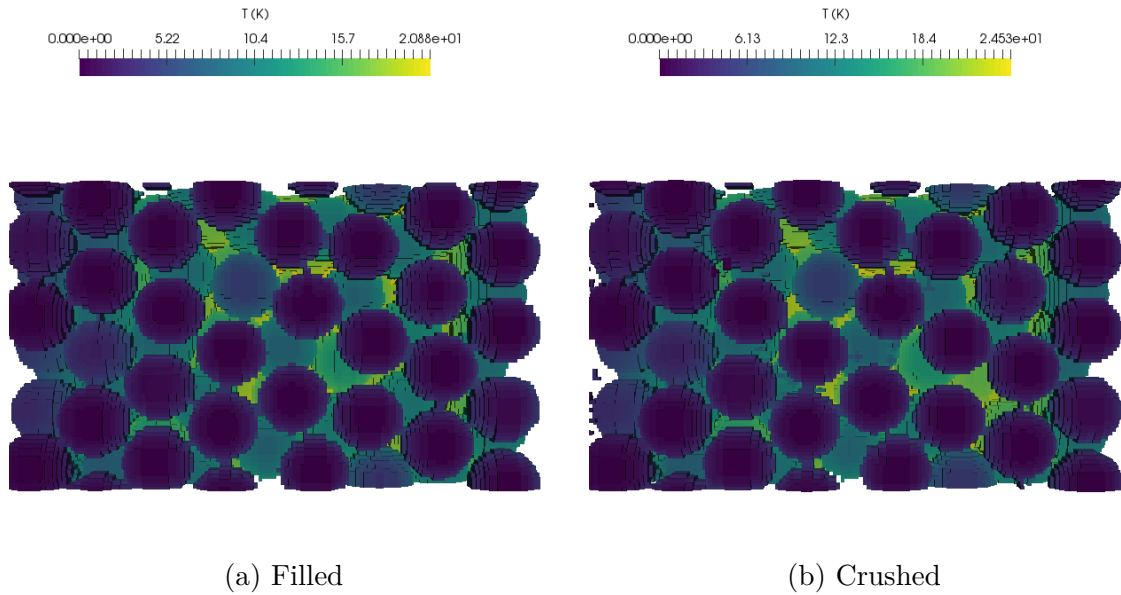 T (K)
0.000e+00 5.22 10.4 15.7 2.088e+01
T (K)
0.000e+00 6.13 12.3 18.4 2.453e+01
(a) Filled
(b) Crushed